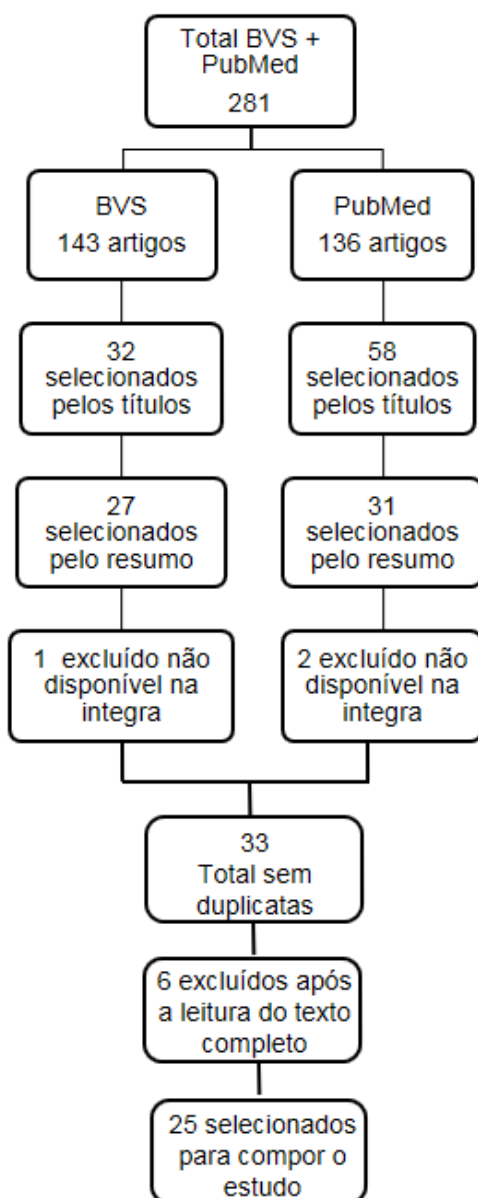 Total BVS +
PubMed
281
BVS
143 artigos
PubMed
136 artigos
32
selecionados
pelos títulos
58
selecionados
pelos títulos
27
selecionados
pelo resumo
31
selecionados
pelo resumo
1 excluído não
disponível na
integra
2 excluído não
disponível na
integra
33
Total sem
duplicatas
6 excluídos após
a leitura do texto
completo
25 selecionados
para compor o
estudo